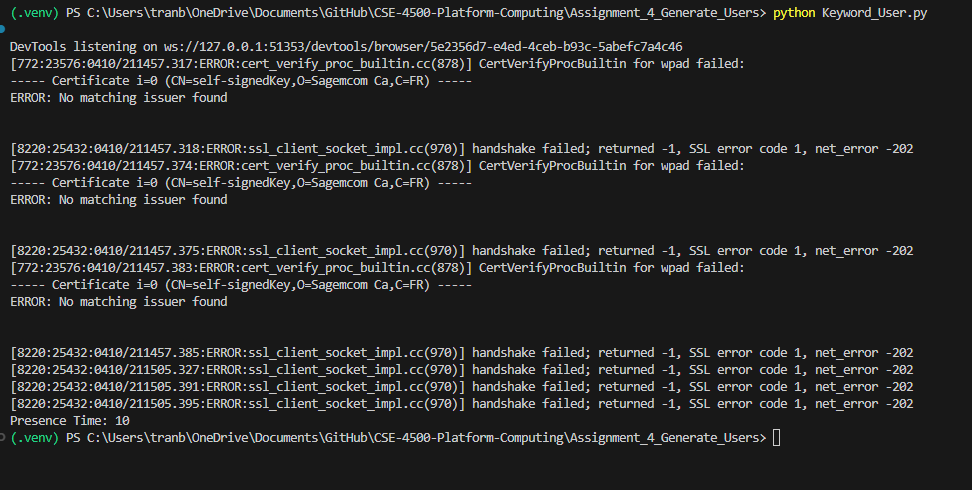 (.venv) PS C:\Users\tranb\OneDrive\Documents\GitHub\CSE-4500-Platform-Computing\Assignment_4_Generate_Users> python Keyword_User.py
DevTools listening on ws://127.0.0.1:51353/devtools/browser/5e2356d7-e4ed-4ceb-b93c-5abefc7a4c46
[772:23576:0410/211457.317:ERROR:cert_verify_proc_builtin.cc(878)] CertVerifyProcBuiltin for wpad failed:
----- Certificate i=0 (CN=self-signedKey,O=Sagemcom Ca,C=FR) -----
ERROR: No matching issuer found
[8220:25432:0410/211457.318:ERROR:ssl_client_socket_impl.cc(970)] handshake failed; returned -1, SSL error code 1, net_error -202
[772:23576:0410/211457.374:ERROR:cert_verify_proc_builtin.cc(878)] CertVerifyProcBuiltin for wpad failed:
----- Certificate i=0 (CN=self-signedKey,O=Sagemcom Ca,C=FR) -----
ERROR: No matching issuer found
[8220:25432:0410/211457.375:ERROR:ssl_client_socket_impl.cc(970)] handshake failed; returned -1, SSL error code 1, net_error -202
[772:23576:0410/211457.383:ERROR:cert_verify_proc_builtin.cc(878)] CertVerifyProcBuiltin for wpad failed:
----- Certificate i=0 (CN=self-signedKey,O=Sagemcom Ca,C=FR) -----
ERROR: No matching issuer found
[8220:25432:0410/211457.385:ERROR:ssl_client_socket_impl.cc(970)] handshake failed; returned -1, SSL error code 1, net_error -202
[8220:25432:0410/211505.327:ERROR:ssl_client_socket_impl.cc(970)] handshake failed; returned -1, SSL error code 1, net_error -202
[8220:25432:0410/211505.391:ERROR:ssl_client_socket_impl.cc(970)] handshake failed; returned -1, SSL error code 1, net_error -202
[8220:25432:0410/211505.395:ERROR:ssl_client_socket_impl.cc(970)] handshake failed; returned -1, SSL error code 1, net_error -202
Presence Time: 10
(.venv) PS C:\Users\tranb\OneDrive\Documents\GitHub\CSE-4500-Platform-Computing\Assignment_4_Generate_Users>